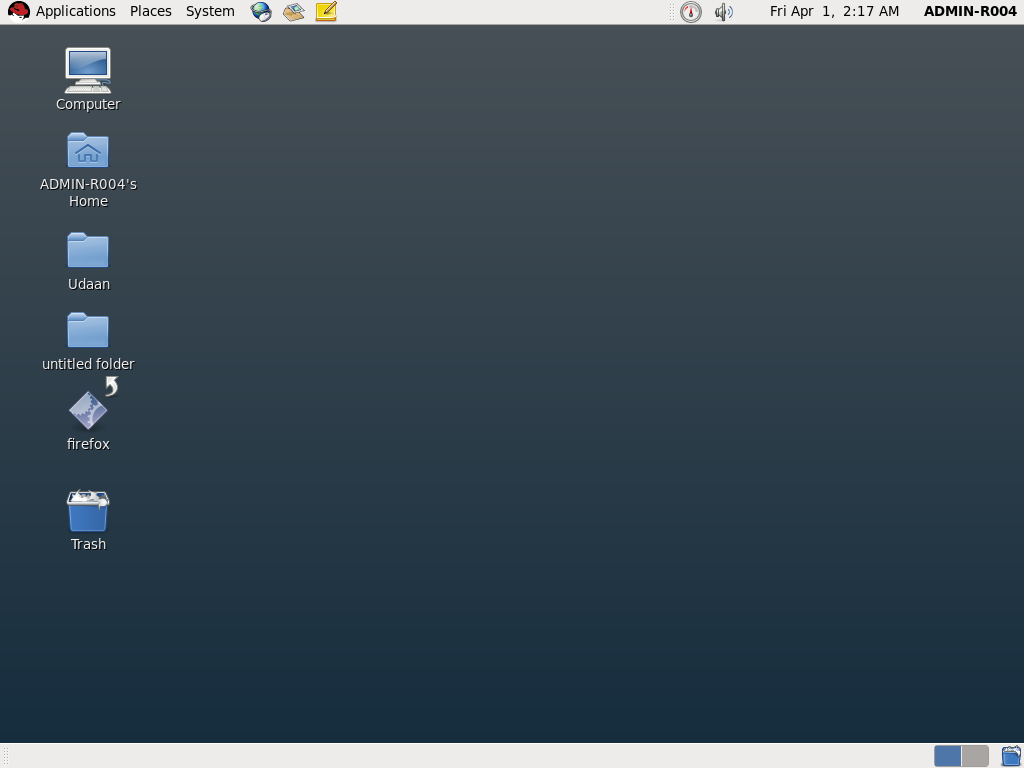 Applications Places System Fri Apr 1, 2:17 AM ADMIN-R004
Computer
ADMIN-R004's
Home
Udaan
untitled folder
firefox
Trash